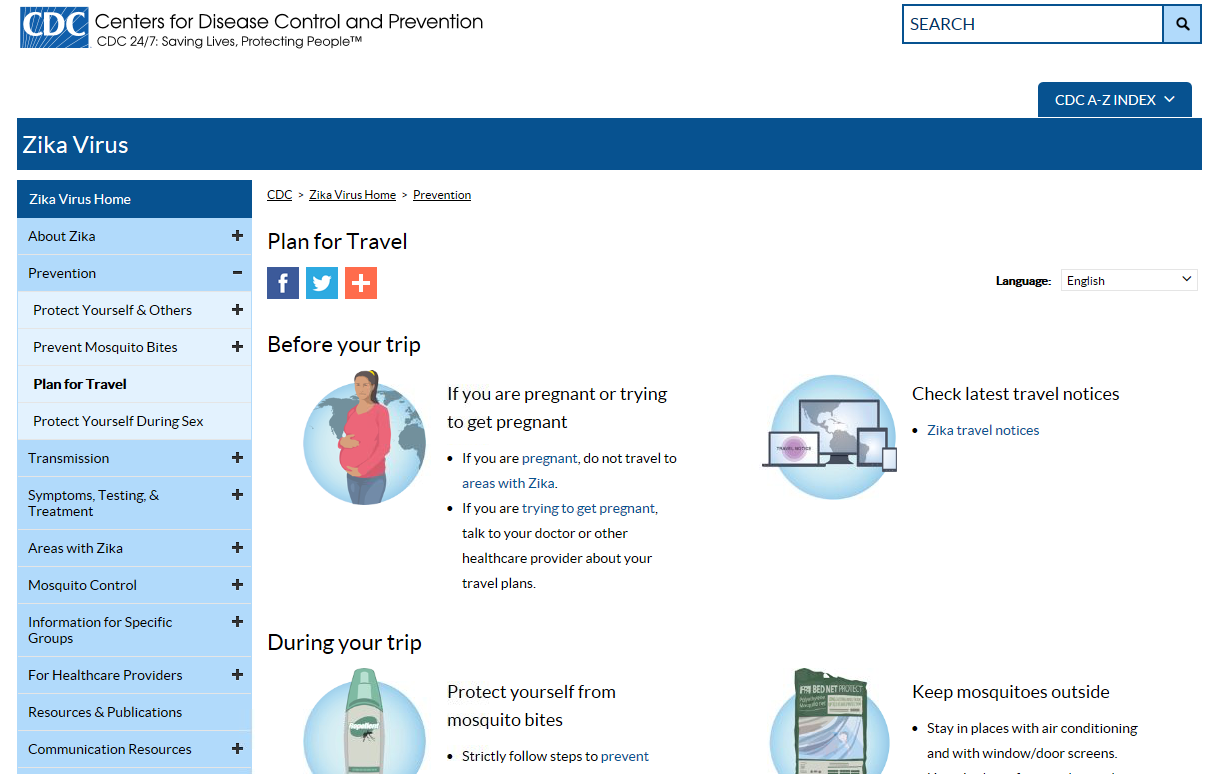 CDC
Centers for Disease Control and Prevention
CDC 24/7: Saving Lives, Protecting People™
SEARCH
CDC A-Z INDEX
Zika Virus
Zika Virus Home
About Zika
Prevention
Protect Yourself & Others
Prevent Mosquito Bites
Plan for Travel
Protect Yourself During Sex
Transmission
Symptoms, Testing, &
Treatment
Areas with Zika
Mosquito Control
Information for Specific
Groups
For Healthcare Providers
Resources & Publications
Communication Resources
CDC > Zika Virus Home > Prevention
Plan for Travel
Language: English
Before your trip
If you are pregnant or trying
to get pregnant
• If you are pregnant, do not travel to
areas with Zika.
• If you are trying to get pregnant,
talk to your doctor or other
healthcare provider about your
travel plans.
TRAVEL NOTICE
Check latest travel notices
• Zika travel notices
During your trip
Repellent
Protect yourself from
mosquito bites
• Strictly follow steps to prevent
BED NET PROTECT
Keep mosquitoes outside
• Stay in places with air conditioning
and with window/door screens.